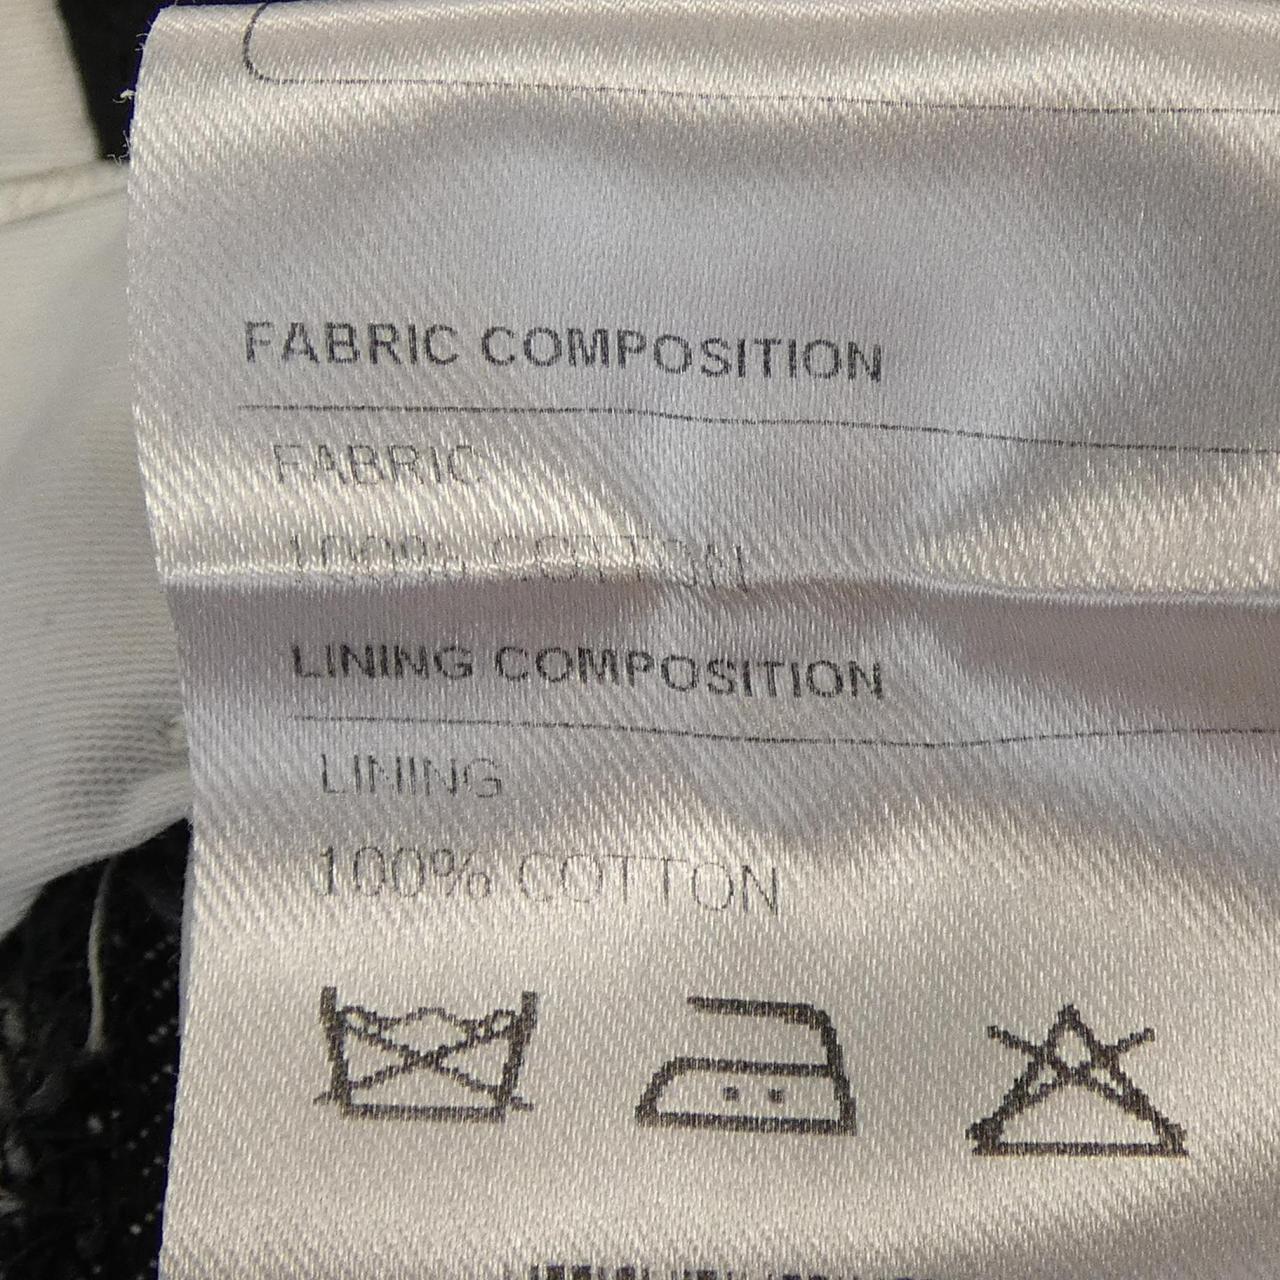 FABRIC COMPOSITION
FABRIC
100% COTTON
LINING COMPOSITION
LINING
100% COTTON